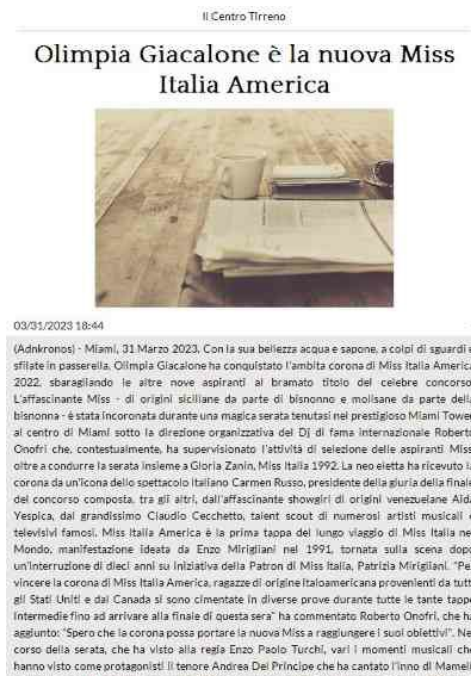 Il Centro Tirreno
Olimpia Giacalone è la nuova Miss
Italia America
03/31/2023 18:44
(Adnkronos) - Miami, 31 Marzo 2023. Con la sua bellezza acqua e sapone, a colpi di sguardi e
sfilate in passerella, Olimpia Giacalone ha conquistato l'ambita corona di Miss Italia America
2022, sbaragliando le altre nove aspiranti al bramato titolo del celebre concorso.
L'affascinante Miss - di origini siciliane da parte di bisnonno e molisane da parte della
bisnonna - è stata incoronata durante una magica serata tenutasi nel prestigioso Miami Tower
al centro di Miami sotto la direzione organizzativa del Dj di fama internazionale Roberto
Onofri che, contestualmente, ha supervisionato l'attività di selezione delle aspiranti Miss
oltre a condurre la serata insieme a Gloria Zanin, Miss Italia 1992. La neo eletta ha ricevuto la
corona da un'icona dello spettacolo italiano Carmen Russo, presidente della giuria della finale
del concorso composta, tra gli altri, dall'affascinante showgirl di origini venezuelane Aida
Yespica, dal grandissimo Claudio Cecchetto, talent scout di numerosi artisti musicali e
televisivi famosi. Miss Italia America è la prima tappa del lungo viaggio di Miss Italia nel
Mondo, manifestazione ideata da Enzo Mirigliani nel 1991, tornata sulla scena dopo
un'interruzione di dieci anni su iniziativa della Patron di Miss Italia, Patrizia Mirigliani. "Per
vincere la corona di Miss Italia America, ragazze di origine italoamericana provenienti da tutti
gli Stati Uniti e dal Canada si sono cimentate in diverse prove durante tutte le tante tappe
intermedie fino ad arrivare alla finale di questa sera" ha commentato Roberto Onofri, che ha
aggiunto: "Spero che la corona possa portare la nuova Miss a raggiungere i suoi obiettivi". Nel
corso della serata, che ha visto alla regia Enzo Paolo Turchi, vari i momenti musicali che
hanno visto come protagonisti il tenore Andrea Del Principe che ha cantato l'inno di Mameli